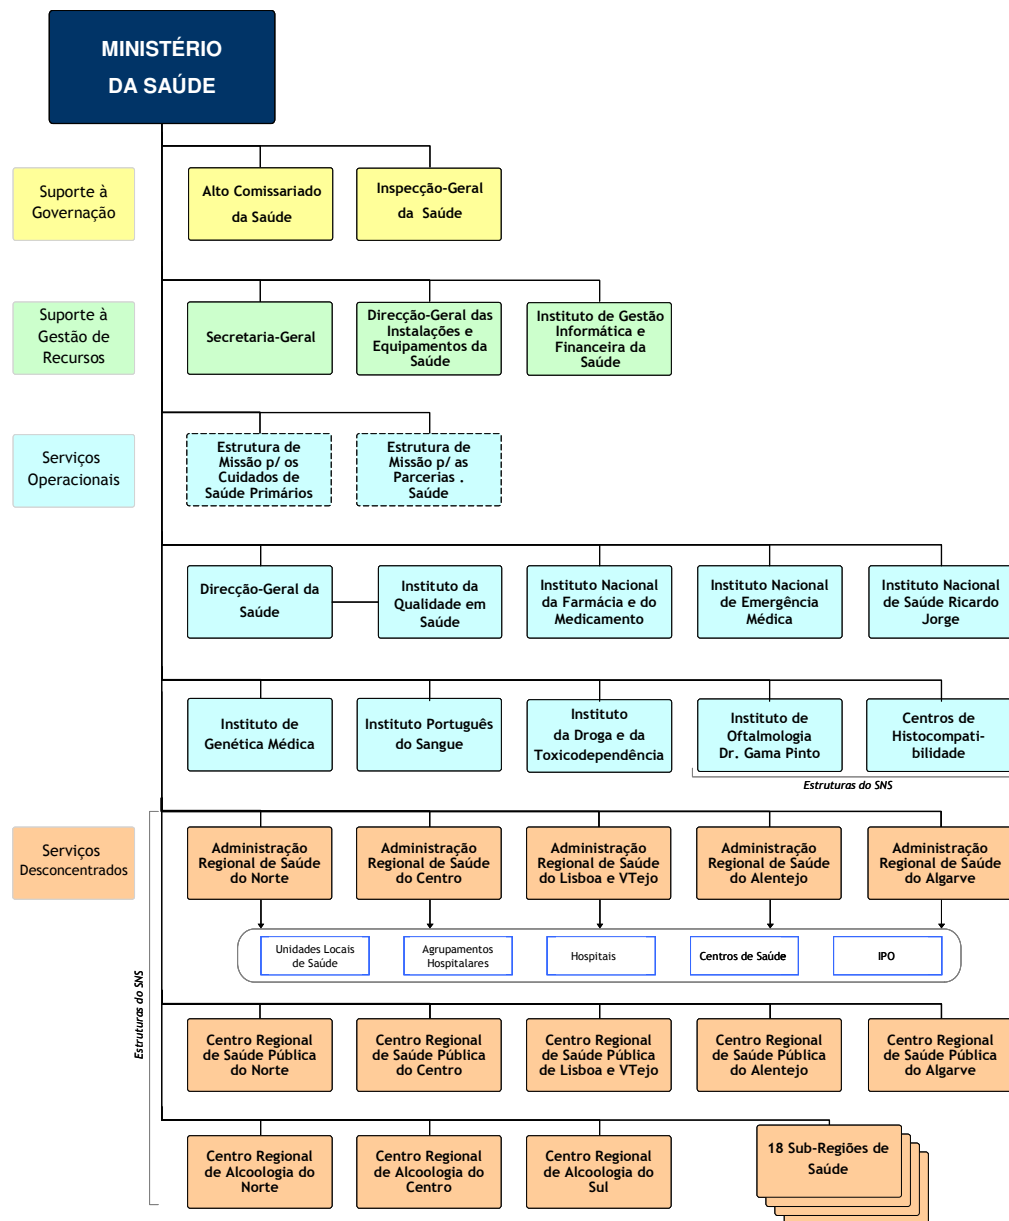 MINISTÉRIO
DA SAÚDE
Suporte à
Governação
Alto Comissariado
da Saúde
Inspecção-Geral
da Saúde
Suporte à
Gestão de
Recursos
Secretaria-Geral
Direcção-Geral das
Instalações e
Equipamentos da
Saúde
Instituto de Gestão
Informática e
Financeira da
Saúde
Serviços
Operacionais
Estrutura de
Missão p/ os
Cuidados de
Saúde Primários
Estrutura de
Missão p/ as
Parcerias .
Saúde
Direcção-Geral da
Saúde
Instituto da
Qualidade em
Saúde
Instituto Nacional
da Farmácia e do
Medicamento
Instituto Nacional
de Emergência
Médica
Instituto Nacional
de Saúde Ricardo
Jorge
Instituto de
Genética Médica
Instituto Português
do Sangue
Instituto
da Droga e da
Toxicodependência
Instituto de
Oftalmologia
Dr. Gama Pinto
Centros de
Histocompati-
bilidade
Estruturas do SNS
Serviços
Desconcentrados
Administração
Regional de Saúde
do Norte
Administração
Regional de Saúde
do Centro
Administração
Regional de Saúde
do Lisboa e VTejo
Administração
Regional de Saúde
do Alentejo
Administração
Regional de Saúde
do Algarve
Unidades Locais
de Saúde
Agrupamentos
Hospitalares
Hospitais
Centros de Saúde
IPO
Estruturas do SNS
Centro Regional
de Saúde Pública
do Norte
Centro Regional
de Saúde Pública
do Centro
Centro Regional
de Saúde Pública
de Lisboa e VTejo
Centro Regional
de Saúde Pública
do Alentejo
Centro Regional
de Saúde Pública
do Algarve
Centro Regional
de Alcoologia do
Norte
Centro Regional
de Alcoologia do
Centro
Centro Regional
de Alcoologia do
Sul
18 Sub-Regiões de
Saúde